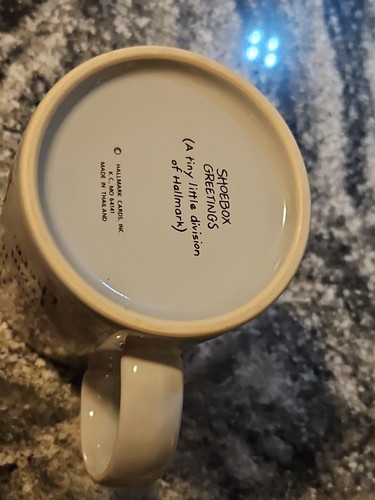 SHOEBOX
GREETINGS
(A tiny little division
of Hallmark)
© HALLMARK CARDS, INC
K.C., MO 64141
MADE IN THAILAND